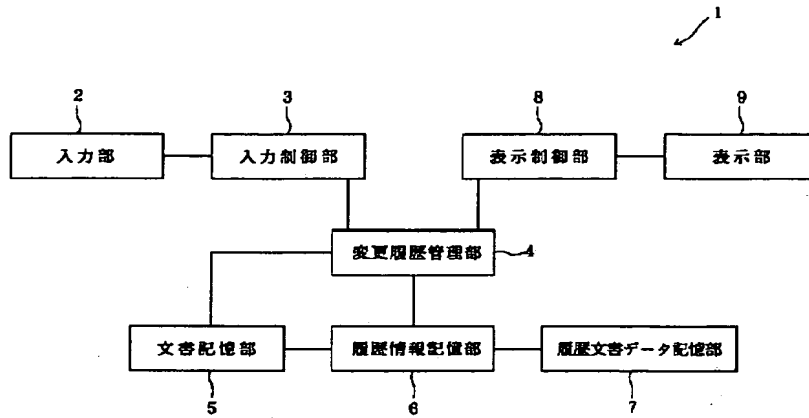 1
2
3
8
9
入力部
入力制御部
表示制御部
表示部
変更履歴管理部
4
文書記憶部
履歴情報記憶部
履歴文書データ記憶部
5
6
7